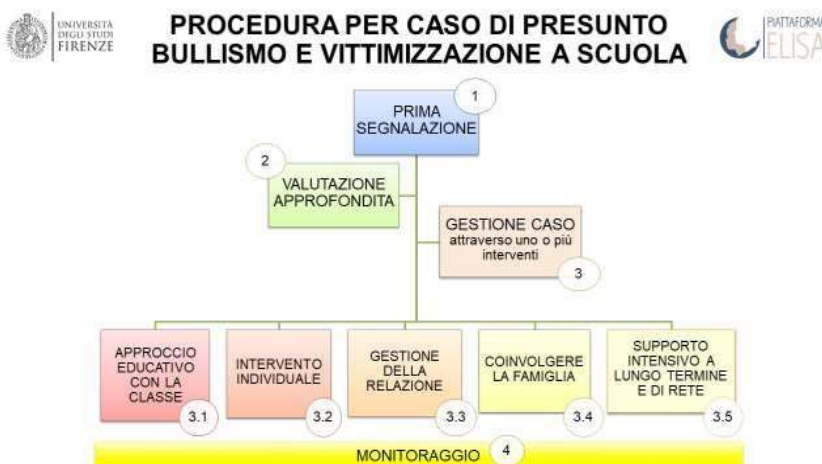 UNIVERSITÀ
DEGLI STUDI
FIRENZE
PROCEDURA PER CASO DI PRESUNTO
BULLISMO E VITTIMIZZAZIONE A SCUOLA
PIATTAFORMA
ELISA
1
PRIMA
SEGNALAZIONE
2
VALUTAZIONE
APPROFONDITA
GESTIONE CASO
attraverso uno o più
interventi
3
APPROCCIO
EDUCATIVO
CON LA
CLASSE
3.1
INTERVENTO
INDIVIDUALE
3.2
GESTIONE
DELLA
RELAZIONE
3.3
COINVOLGERE
LA FAMIGLIA
3.4
SUPPORTO
INTENSIVO A
LUNGO TERMINE
E DI RETE
3.5
MONITORAGGIO 4